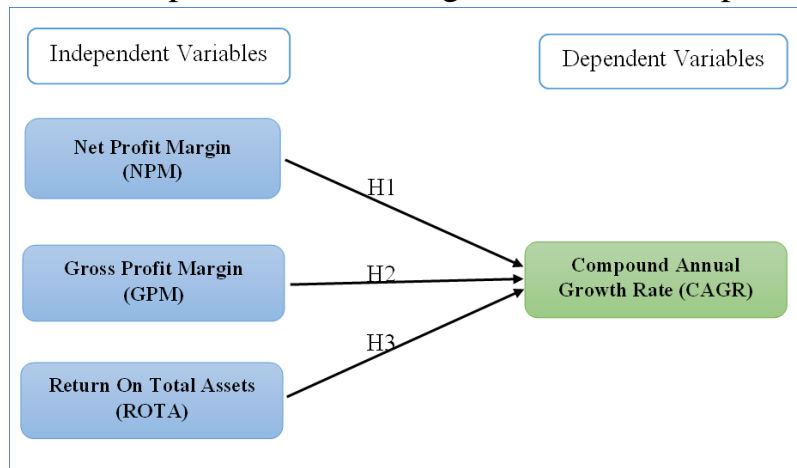 Independent Variables
Dependent Variables
Net Profit Margin
(NPM)
H1
Gross Profit Margin
(GPM)
H2
Compound Annual
Growth Rate (CAGR)
H3
Return On Total Assets
(ROTA)